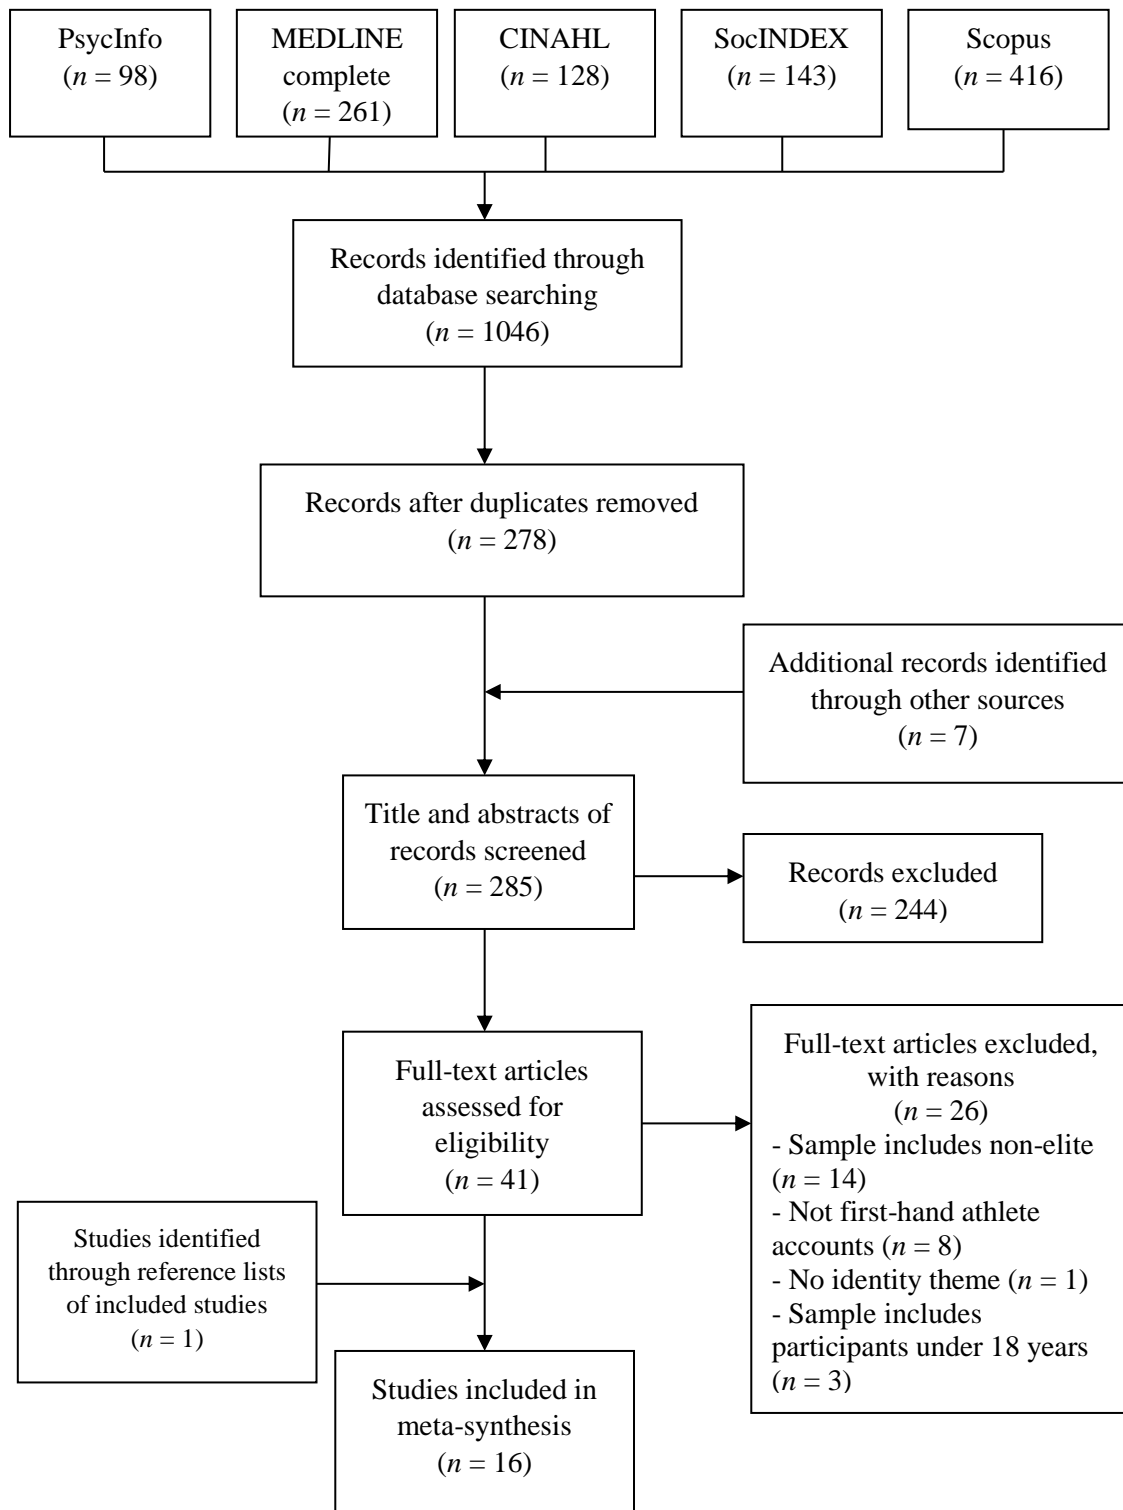 PsycInfo
(n = 98)
MEDLINE
complete
(n = 261)
CINAHL
(n = 128)
SocINDEX
(n = 143)
Scopus
(n = 416)
Records identified through
database searching
(n = 1046)
Records after duplicates removed
(n = 278)
Additional records identified
through other sources
(n = 7)
Title and abstracts of
records screened
(n = 285)
Records excluded
(n = 244)
Full-text articles
assessed for
eligibility
(n = 41)
Full-text articles excluded,
with reasons
(n = 26)
- Sample includes non-elite
(n = 14)
- Not first-hand athlete
accounts (n = 8)
- No identity theme (n = 1)
- Sample includes
participants under 18 years
(n = 3)
Studies identified
through reference lists
of included studies
(n = 1)
Studies included in
meta-synthesis
(n = 16)